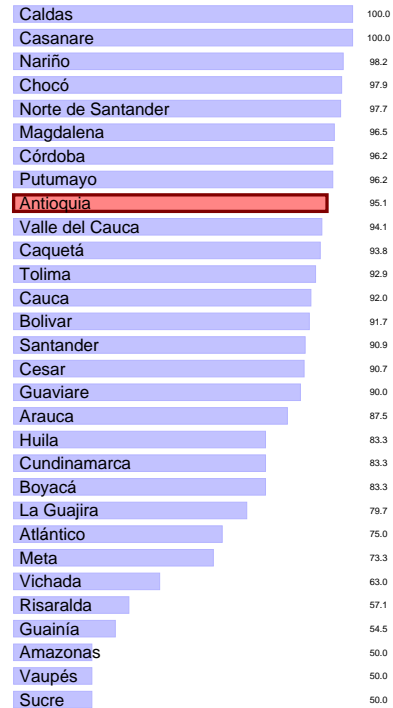 Caldas 100.0
Casanare 100.0
Nariño 98.2
Chocó 97.9
Norte de Santander 97.7
Magdalena 96.5
Córdoba 96.2
Putumayo 96.2
Antioquia 95.1
Valle del Cauca 94.1
Caquetá 93.8
Tolima 92.9
Cauca 92.0
Bolivar 91.7
Santander 90.9
Cesar 90.7
Guaviare 90.0
Arauca 87.5
Huila 83.3
Cundinamarca 83.3
Boyacá 83.3
La Guajira 79.7
Atlántico 75.0
Meta 73.3
Vichada 63.0
Risaralda 57.1
Guainía 54.5
Amazonas 50.0
Vaupés 50.0
Sucre 50.0